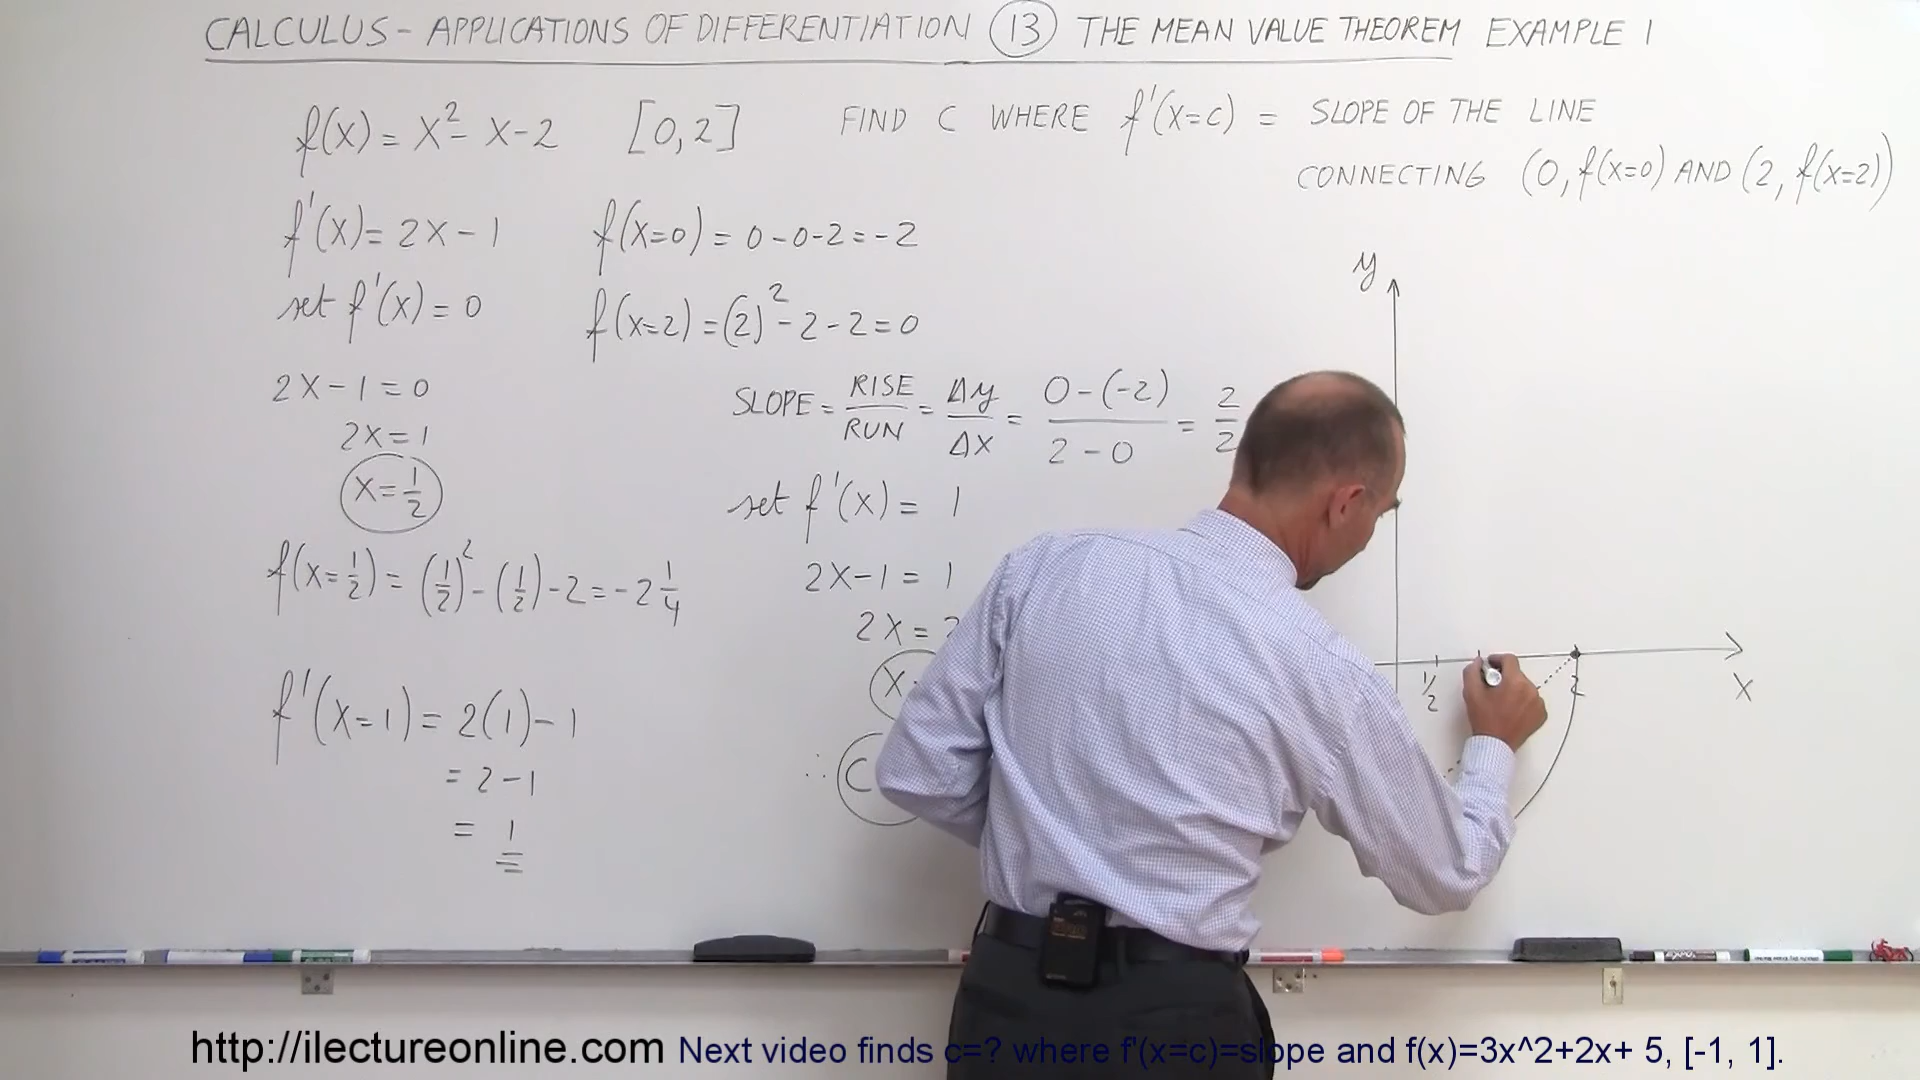 CALCULUS - APPLICATIONS OF DIFFERENTIATION 13 THE MEAN VALUE THEOREM EXAMPLE 1
f(x) = x² - x - 2 [0,2]
FIND C WHERE f'(x=c) = SLOPE OF THE LINE
CONNECTING (0, f(x=0) AND (2, f(x=2))
f'(x) = 2x - 1
set f'(x) = 0
2x - 1 = 0
2x = 1
x = 1/2
f(x=1/2) = (1/2)² - (1/2) - 2 = -2 1/4
f'(x=1) = 2(1) - 1
= 2 - 1
= 1
f(x=0) = 0 - 0 - 2 = -2
f(x=2) = (2)² - 2 - 2 = 0
SLOPE = RISE/RUN = Δy/Δx = 0-(-2)/2-0 = 2/2
set f'(x) = 1
2x - 1 = 1
2x =
x
∴ C
y
1/2
2
x
http://ilectureonline.com Next video finds c=? where f'(x=c)=slope and f(x)=3x^2+2x+ 5, [-1, 1].